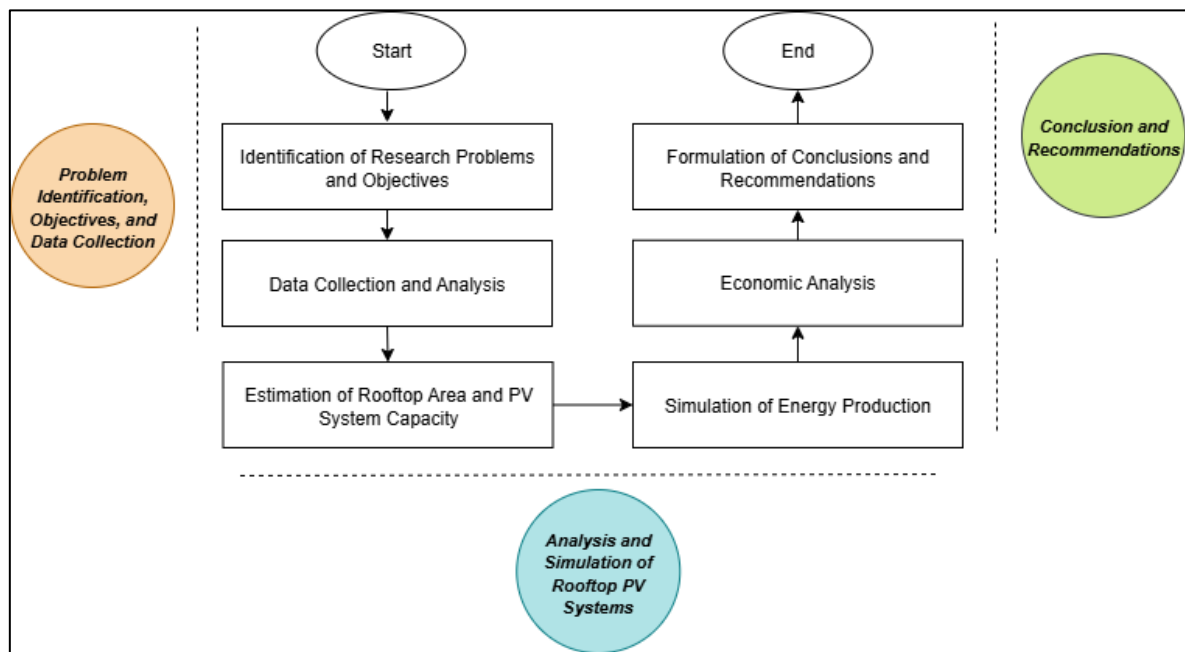 Start
End
Problem
Identification,
Objectives, and
Data Collection
Identification of Research Problems
and Objectives
Formulation of Conclusions and
Recommendations
Conclusion and
Recommendations
Data Collection and Analysis
Economic Analysis
Estimation of Rooftop Area and PV
System Capacity
Simulation of Energy Production
Analysis and
Simulation of
Rooftop PV
Systems